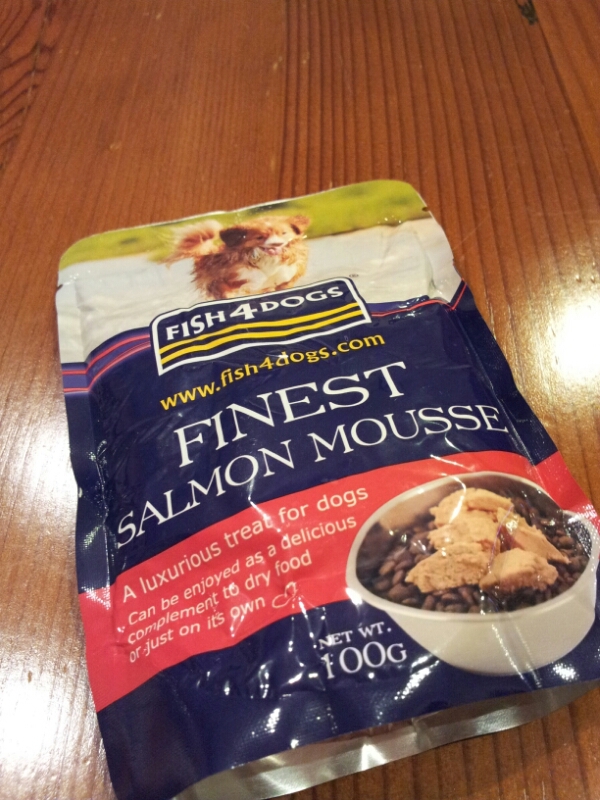 FISH4DOGS
www.fish4dogs.com
FINEST
SALMON MOUSSE
A luxurious treat for dogs
Can be enjoyed as a delicious
complement to dry food
or just on its own
NET WT.
100G